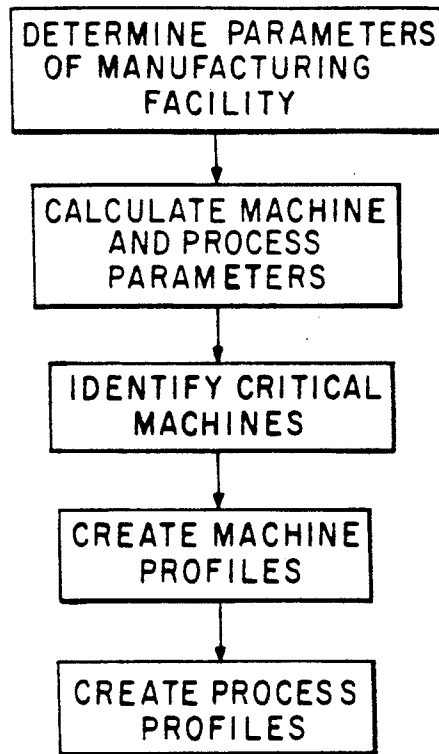 DETERMINE PARAMETERS
OF MANUFACTURING
FACILITY
CALCULATE MACHINE
AND PROCESS
PARAMETERS
IDENTIFY CRITICAL
MACHINES
CREATE MACHINE
PROFILES
CREATE PROCESS
PROFILES